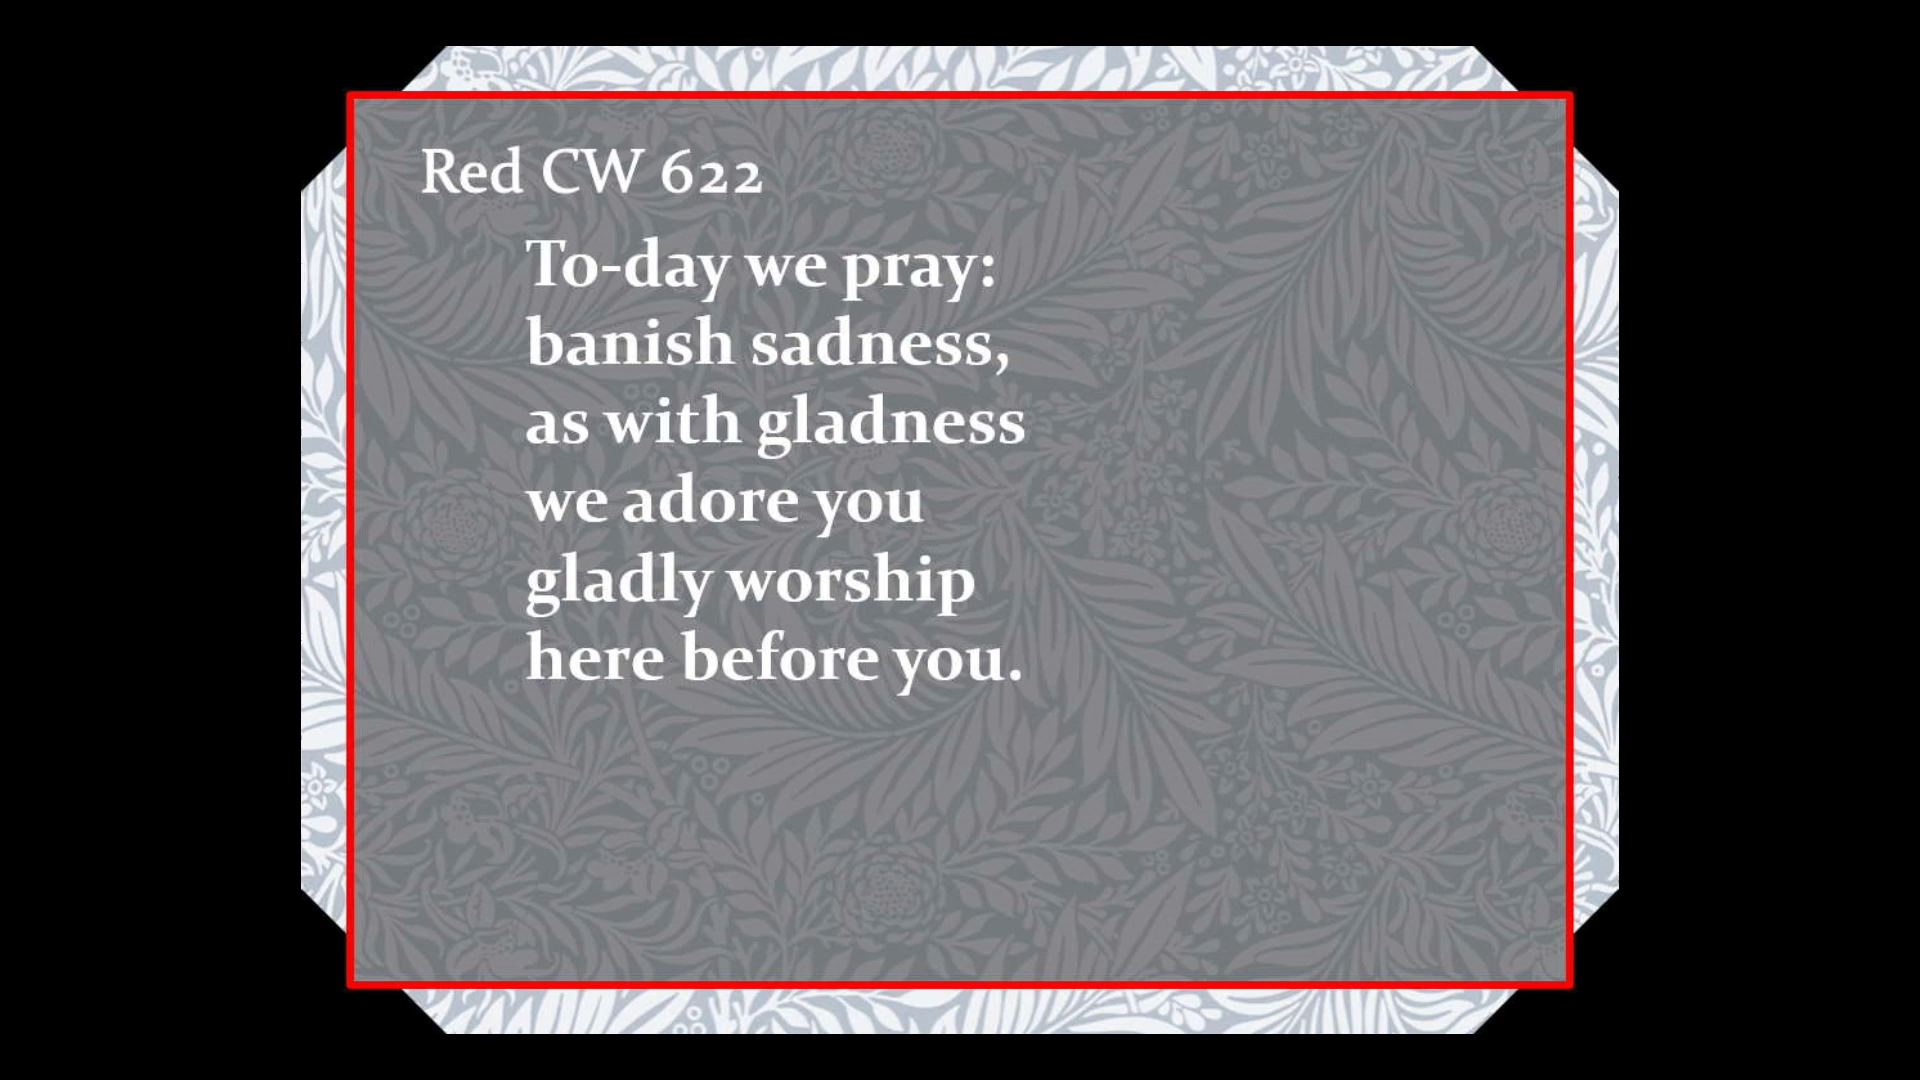 Red CW 622
To-day we pray:
banish sadness,
as with gladness
we adore you
gladly worship
here before you.